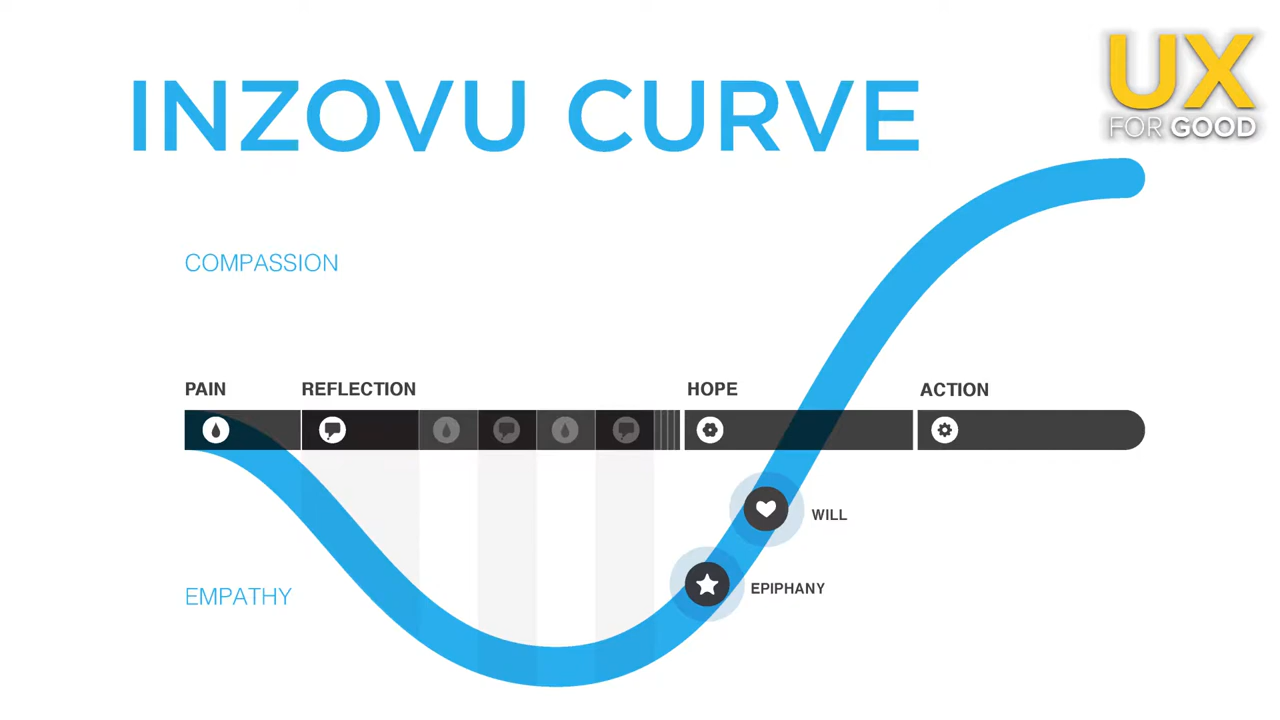 UX
FOR GOOD
INZOVU CURVE
COMPASSION
PAIN
REFLECTION
HOPE
ACTION
WILL
EPIPHANY
EMPATHY